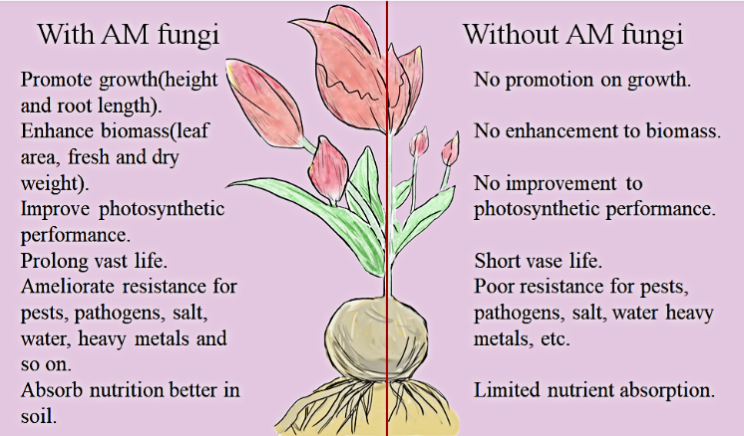 With AM fungi
Promote growth(height
and root length).
Enhance biomass(leaf
area, fresh and dry
weight).
Improve photosynthetic
performance.
Prolong vast life.
Ameliorate resistance for
pests, pathogens, salt,
water, heavy metals and
so on.
Absorb nutrition better in
soil.
Without AM fungi
No promotion on growth.
No enhancement to biomass.
No improvement to
photosynthetic performance.
Short vase life.
Poor resistance for pests,
pathogens, salt, water heavy
metals, etc.
Limited nutrient absorption.